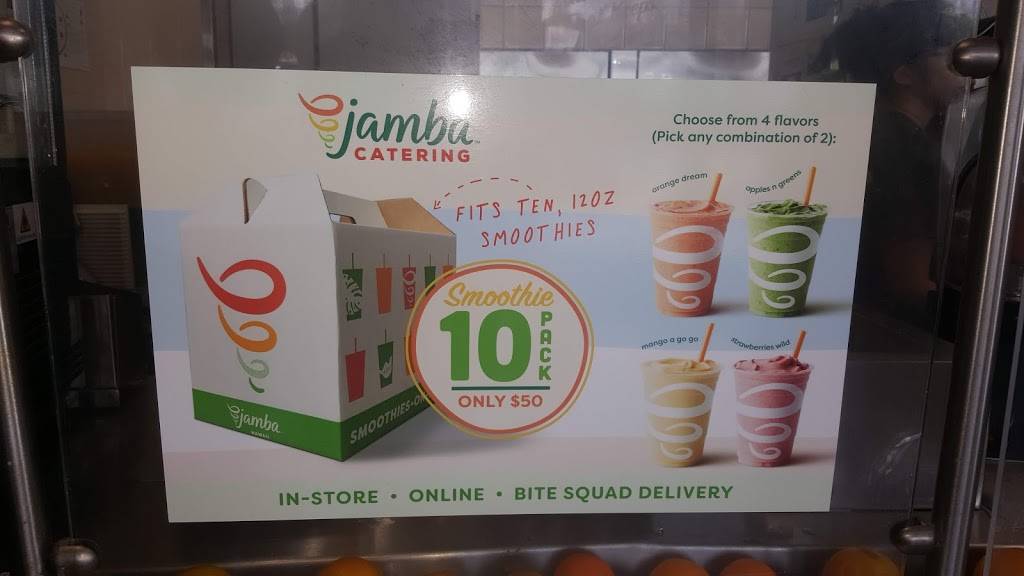 jamba
CATERING
Choose from 4 flavors
(Pick any combination of 2):
orange dream
apples n greens
FITS TEN, 12OZ
SMOOTHIES
Smoothie
10 PACK
ONLY $50
mango a go go
strawberries wild
jamba
HAWAII
SMOOTHIES-
IN-STORE • ONLINE • BITE SQUAD DELIVERY